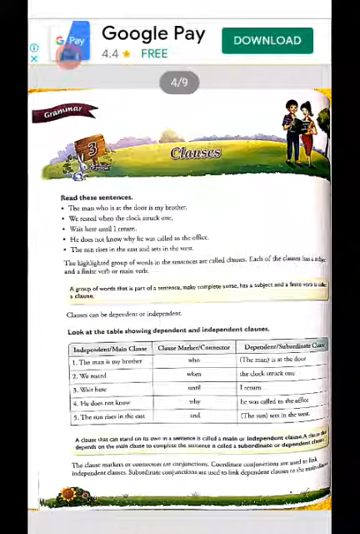 Google Pay
G Pay
4.4 ★ FREE
DOWNLOAD
4/9
Grammar
3
Clauses
Read these sentences.
• The man who is at the door is my brother.
• We rested when the clock struck one.
• Wait here until I return.
• He does not know why he was called to the office.
• The sun rises in the east and sets in the west.
The highlighted group of words in the sentences are called clauses. Each of the clauses has a subject
and a finite verb or main verb.
A group of words that is part of a sentence, make complete sense, has a subject and a finite verb is called
a clause.
Clauses can be dependent or independent.
Look at the table showing dependent and independent clauses.
Independent/Main Clause Clause Marker/Connector Dependent/Subordinate Clause
1. The man is my brother who (The man) is at the door
2. We rested when the clock struck one
3. Wait here until I return
4. He does not know why he was called to the office
5. The sun rises in the east and (The sun) sets in the west.
A clause that can stand on its own in a sentence is called a main or independent clause. A clause that
depends on the main clause to complete the sentence is called a subordinate or dependent clause.
The clause markers or connectors are conjunctions. Coordinate conjunctions are used to link
independent clauses. Subordinate conjunctions are used to link dependent clauses to the main